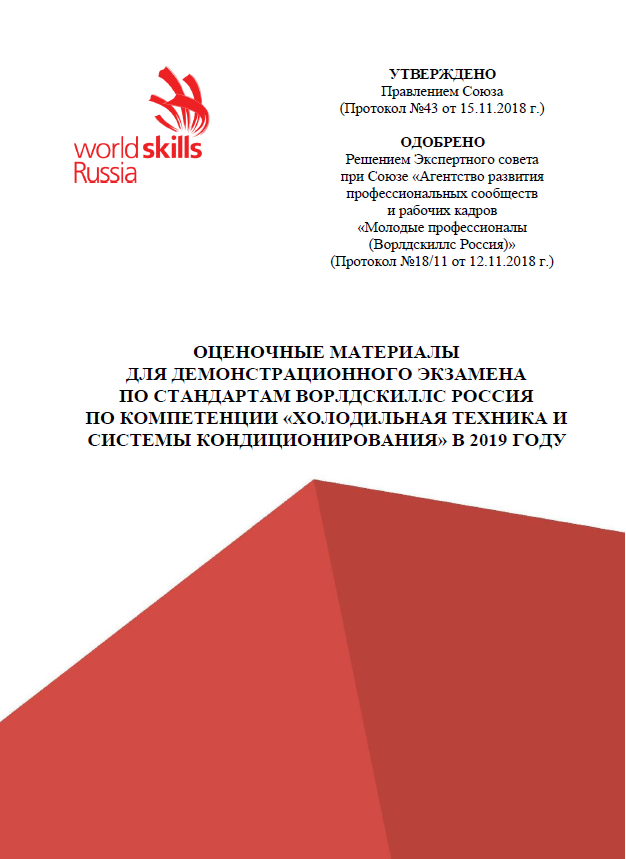 world skills
Russia
УТВЕРЖДЕНО
Правлением Союза
(Протокол №43 от 15.11.2018 г.)
ОДОБРЕНО
Решением Экспертного совета
при Союзе «Агентство развития
профессиональных сообществ
и рабочих кадров
«Молодые профессионалы
(Ворлдскиллс Россия)»
(Протокол №18/11 от 12.11.2018 г.)
ОЦЕНОЧНЫЕ МАТЕРИАЛЫ
ДЛЯ ДЕМОНСТРАЦИОННОГО ЭКЗАМЕНА
ПО СТАНДАРТАМ ВОРЛДСКИЛЛС РОССИЯ
ПО КОМПЕТЕНЦИИ «ХОЛОДИЛЬНАЯ ТЕХНИКА И
СИСТЕМЫ КОНДИЦИОНИРОВАНИЯ» В 2019 ГОДУ